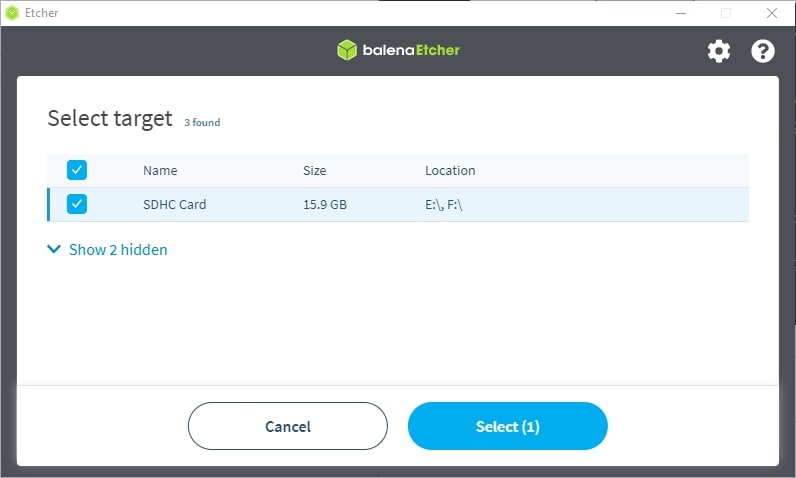 Etcher
balenaEtcher
Select target 3 found
Name Size Location
SDHC Card 15.9 GB E:\, F:\
Show 2 hidden
Cancel Select (1)